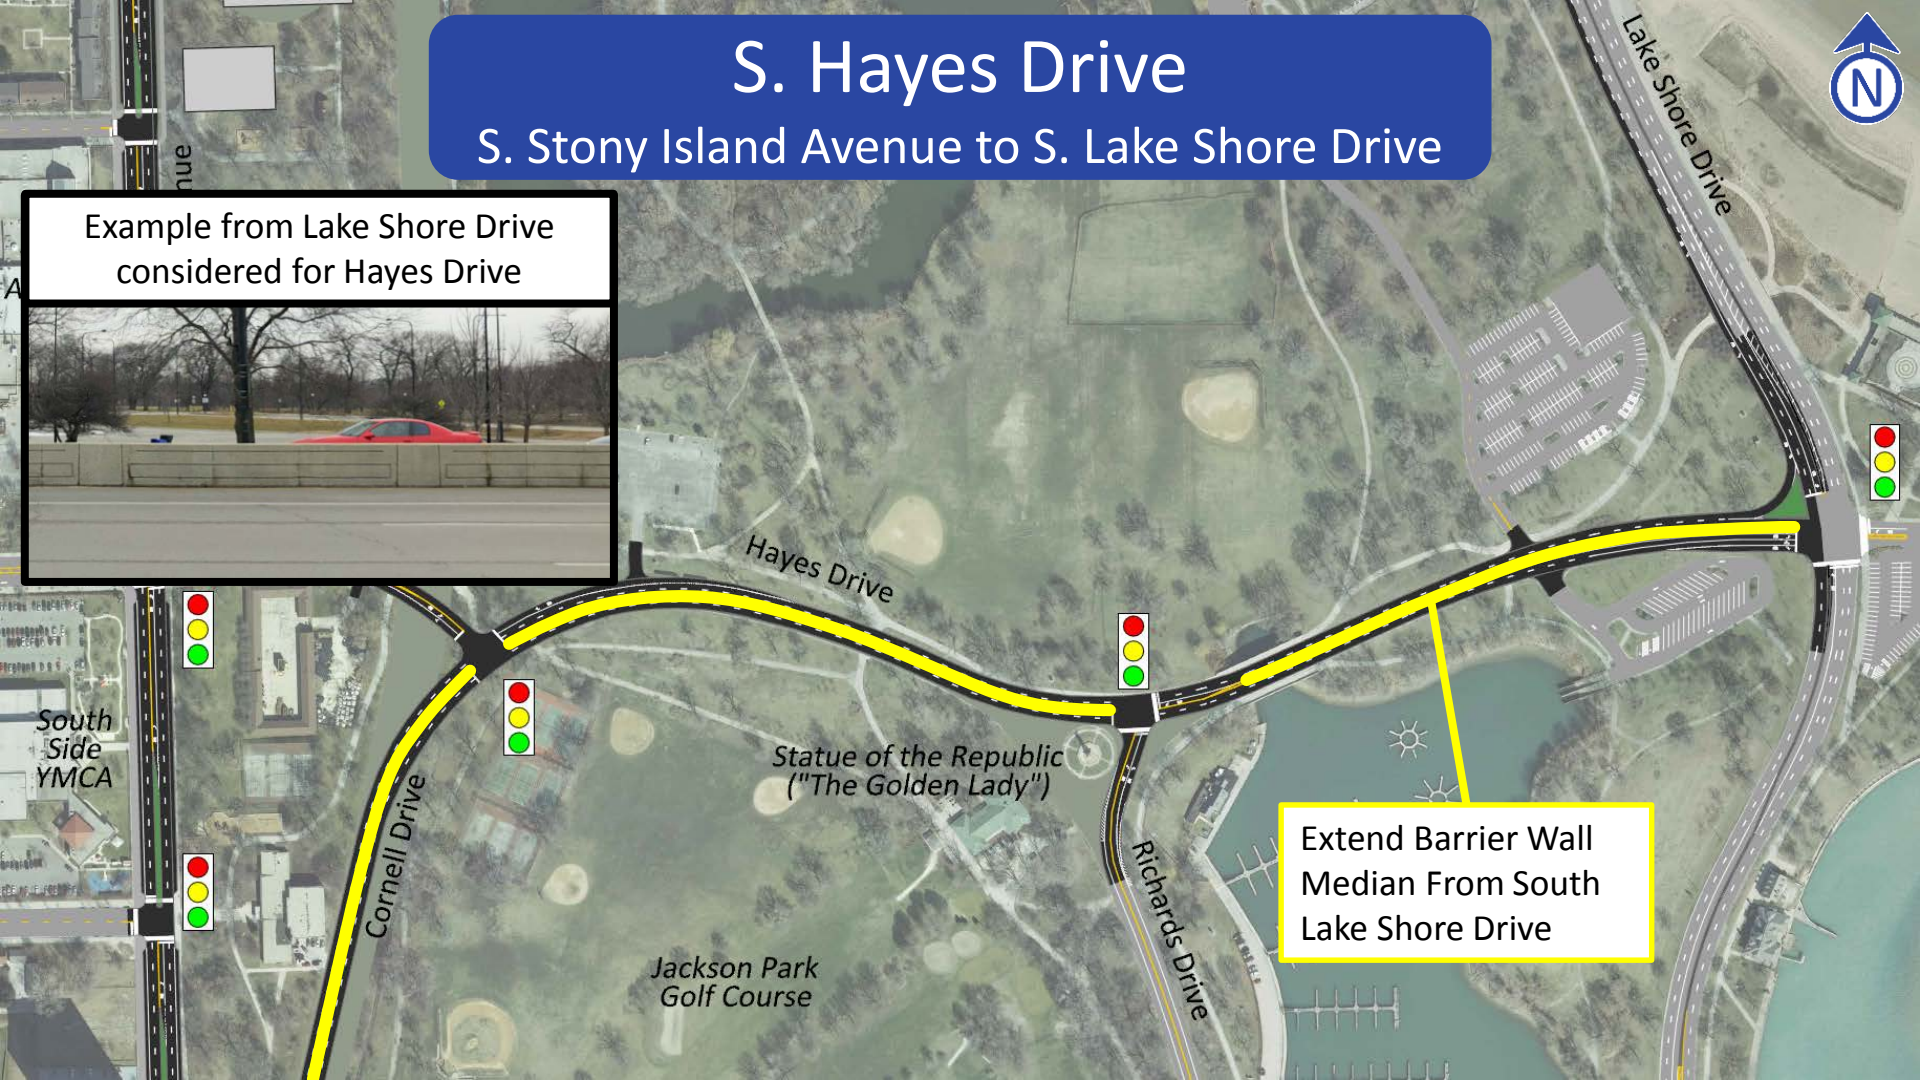 S. Hayes Drive
S. Stony Island Avenue to S. Lake Shore Drive
N
Lake Shore Drive
nue
Example from Lake Shore Drive
considered for Hayes Drive
A
Hayes Drive
South
Side
YMCA
Statue of the Republic
("The Golden Lady")
Cornell Drive
Richards Drive
Extend Barrier Wall
Median From South
Lake Shore Drive
Jackson Park
Golf Course